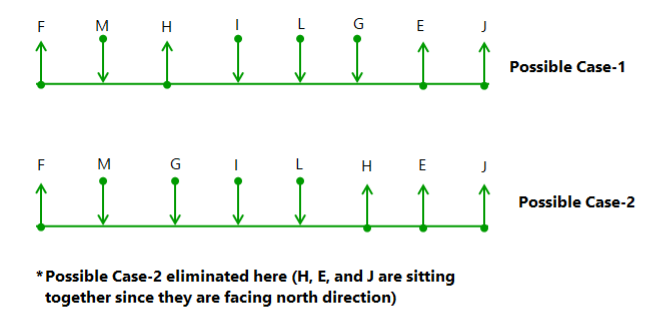 F M H I L G E J
Possible Case-1
F M G I L H E J
Possible Case-2
*Possible Case-2 eliminated here (H, E, and J are sitting
together since they are facing north direction)